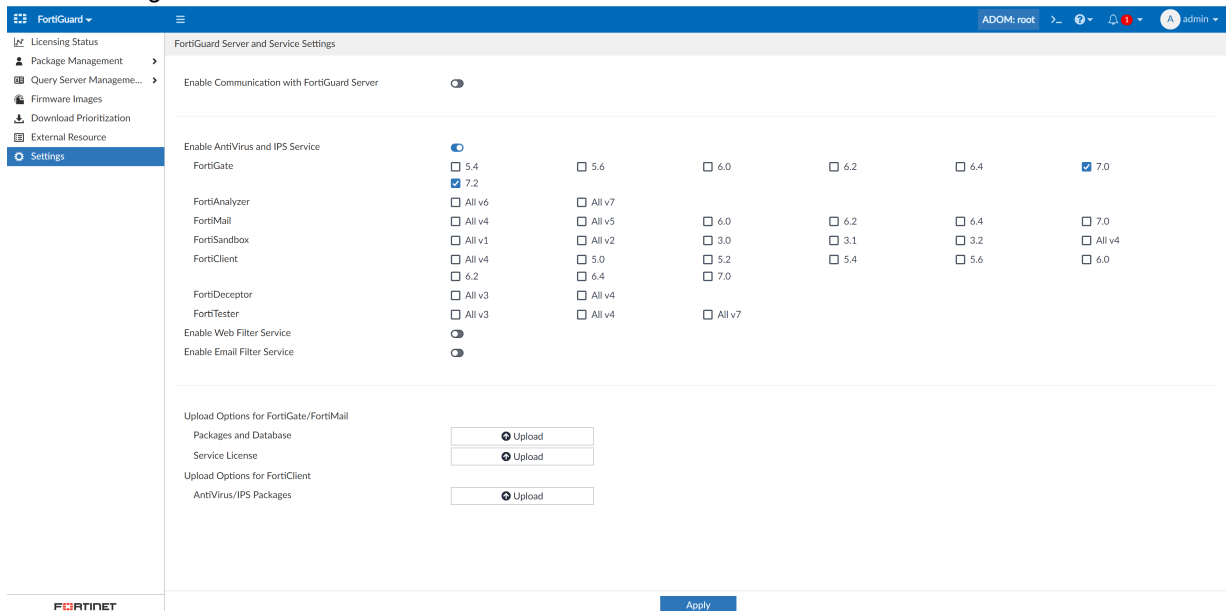 FortiGuard
ADOM: root
1
A
admin
Licensing Status
Package Management
Query Server Manageme...
Firmware Images
Download Prioritization
External Resource
Settings
FortiGuard Server and Service Settings
Enable Communication with FortiGuard Server
Enable AntiVirus and IPS Service
FortiGate 5.4 5.6 6.0 6.2 6.4 7.0
7.2
FortiAnalyzer All v6 All v7
FortiMail All v4 All v5 6.0 6.2 6.4 7.0
FortiSandbox All v1 All v2 3.0 3.1 3.2 All v4
FortiClient All v4 5.0 5.2 5.4 5.6 6.0
6.2 6.4 7.0
FortiDeceptor All v3 All v4
FortiTester All v3 All v4 All v7
Enable Web Filter Service
Enable Email Filter Service
Upload Options for FortiGate/FortiMail
Packages and Database Upload
Service License Upload
Upload Options for FortiClient
AntiVirus/IPS Packages Upload
FORTINET
Apply